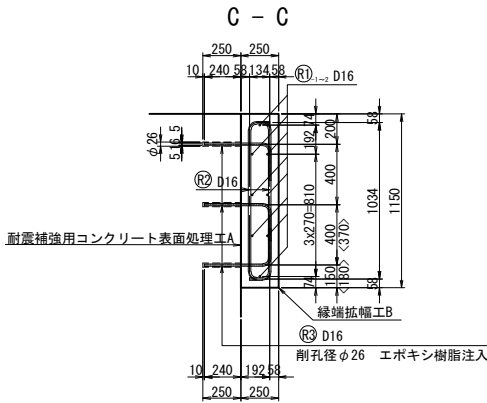 C - C
250 250
10 240 58 134 58
R1-1~2 D16
φ26
5 16 5
74
192
3x270=810
74
200
400
400
<370>
150
<180>
58
1034
58
1150
R2 D16
耐震補強用コンクリート表面処理工A
縁端拡幅工B
R3 D16
削孔径φ26 エポキシ樹脂注入
10 240 192 58
250 250